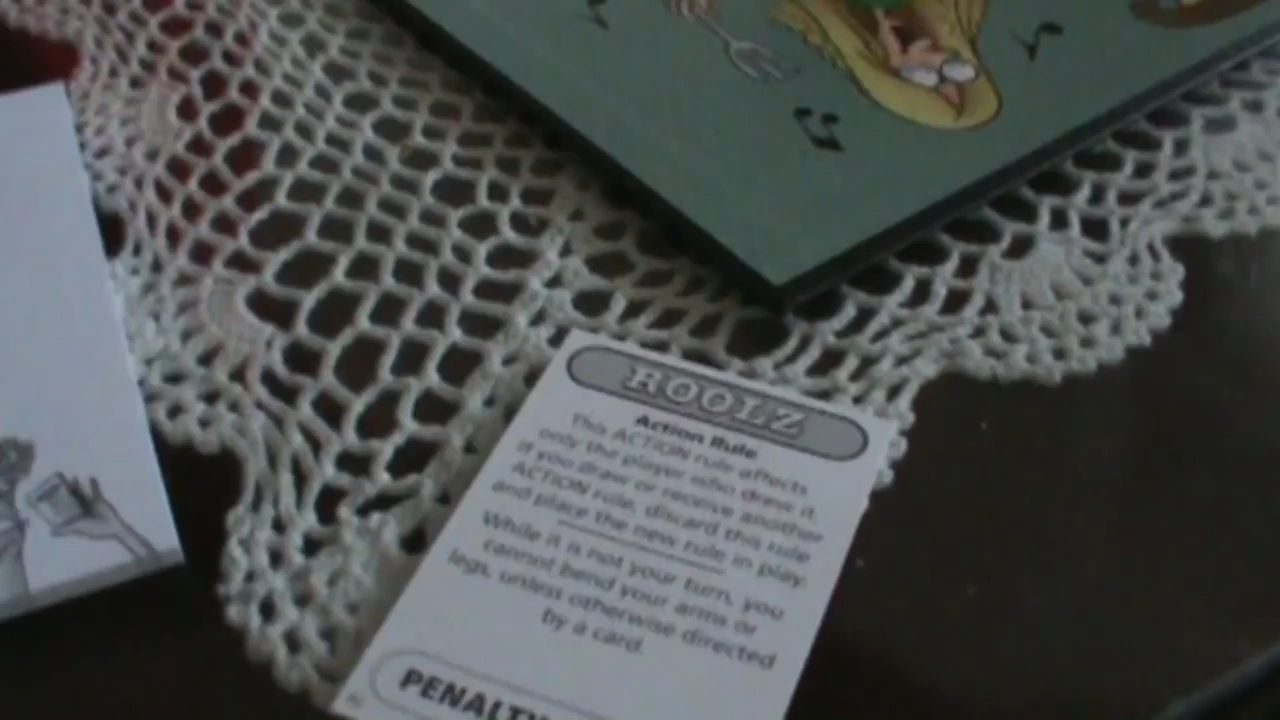 ROOLZ
Action Rule
This ACTION rule effects
only the player who drew it.
If you draw or receive another
ACTION rule, discard this rule
and place the new rule in play.
While it is not your turn, you
cannot bend your arms or
legs, unless otherwise directed
by a card.
PENALTY